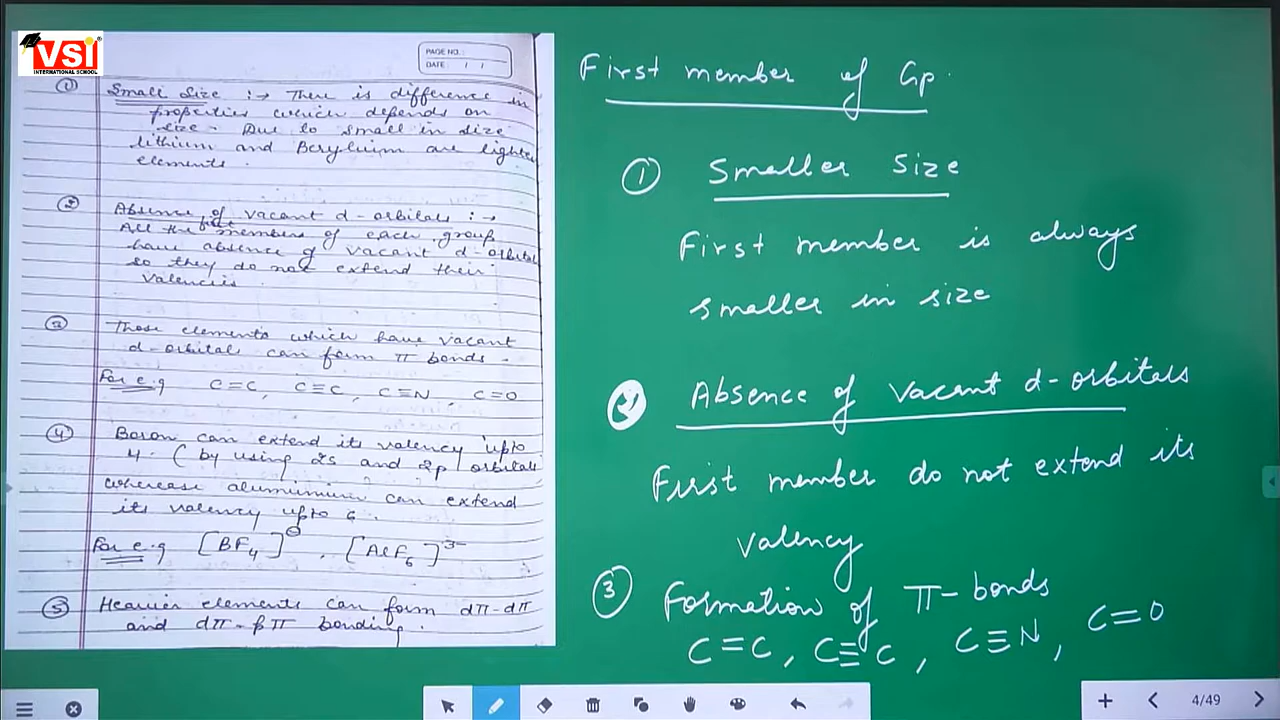 VSI
INTERNATIONAL SCHOOL
PAGE NO.:
DATE: / /
① Small Size :→ There is difference in
properties which depends on
size. Due to small in size
lithium and Beryluim are lighter
elements.
② Absence of vacant d-orbitals :→
All the first members of each group
have absence of vacant d-orbital
so they do not extend their
valencies.
③ Those elements which have vacant
d-orbital can form π bonds.
For e.g C=C, C≡C, C≡N, C=O
④ Boron can extend its valency upto
4. (by using 2s and 2p orbitals
wherease aluminium can extend
its valency upto 6.
For e.g [BF4]⊖, [AlF6]3-
⑤ Heavier elements can form dπ-dπ
and dπ-pπ bonding.
First member of Gp.
① Smaller Size
First member is always
smaller in size
② Absence of Vacant d-orbitals
First member do not extend its
valency
③ Formation of π-bonds
C=C, C≡C, C≡N, C=O
4/49